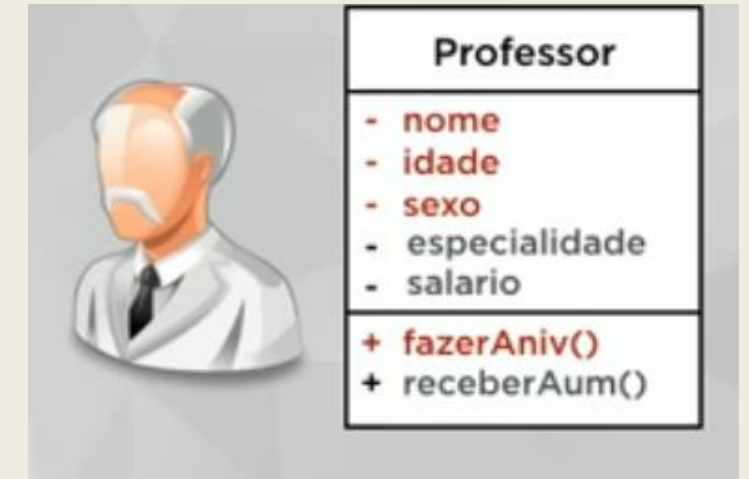 Professor
- nome
- idade
- sexo
- especialidade
- salario
+ fazerAniv()
+ receberAum()